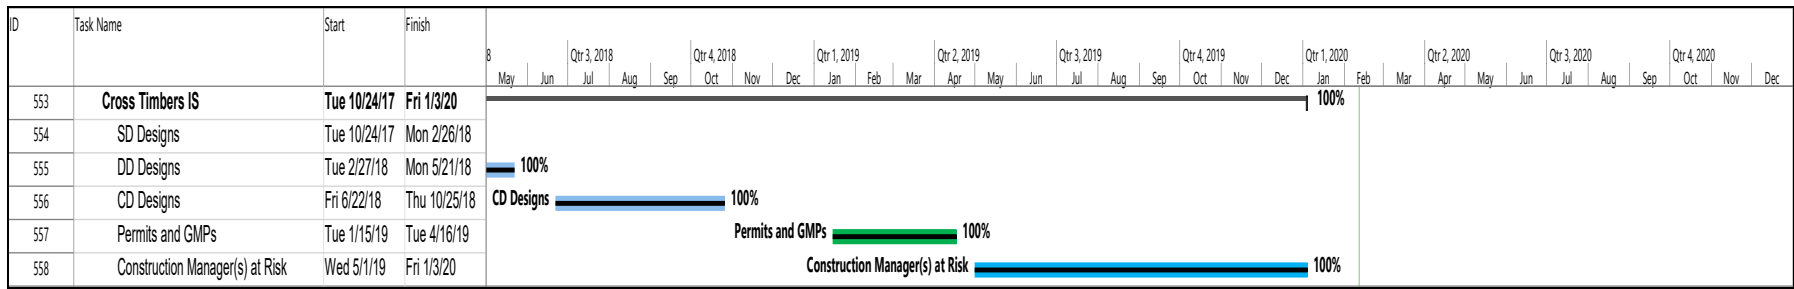 ID Task Name Start Finish
8 Qtr 3, 2018 Qtr 4, 2018 Qtr 1, 2019 Qtr 2, 2019 Qtr 3, 2019 Qtr 4, 2019 Qtr 1, 2020 Qtr 2, 2020 Qtr 3, 2020 Qtr 4, 2020
May Jun Jul Aug Sep Oct Nov Dec Jan Feb Mar Apr May Jun Jul Aug Sep Oct Nov Dec Jan Feb Mar Apr May Jun Jul Aug Sep Oct Nov Dec
553 Cross Timbers IS Tue 10/24/17 Fri 1/3/20 100%
554 SD Designs Tue 10/24/17 Mon 2/26/18
555 DD Designs Tue 2/27/18 Mon 5/21/18 100%
556 CD Designs Fri 6/22/18 Thu 10/25/18 CD Designs 100%
557 Permits and GMPs Tue 1/15/19 Tue 4/16/19 Permits and GMPs 100%
558 Construction Manager(s) at Risk Wed 5/1/19 Fri 1/3/20 Construction Manager(s) at Risk 100%